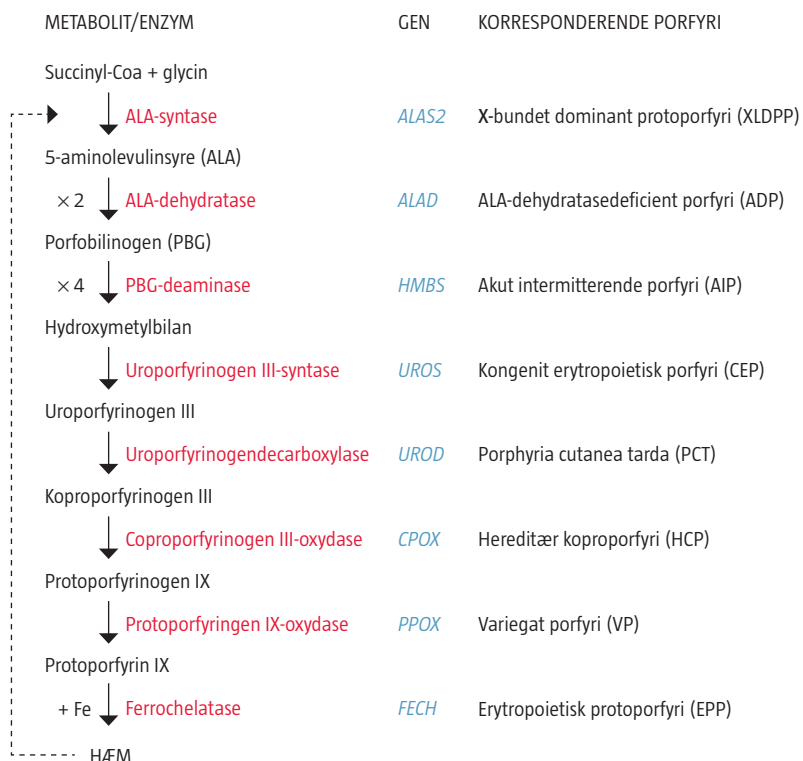 METABOLIT/ENZYM GEN KORRESPONDERENDE PORFYRI
Succinyl-Coa + glycin
ALA-syntase ALAS2 X-bundet dominant protoporfyri (XLDPP)
5-aminolevulinsyre (ALA)
× 2 ALA-dehydratase ALAD ALA-dehydratasedeficient porfyri (ADP)
Porfobilinogen (PBG)
× 4 PBG-deaminase HMBS Akut intermitterende porfyri (AIP)
Hydroxymetylbilan
Uroporfyrinogen III-syntase UROS Kongenit erytropoietisk porfyri (CEP)
Uroporfyrinogen III
Uroporfyrinogendecarboxylase UROD Porphyria cutanea tarda (PCT)
Koproporfyrinogen III
Coproporfyrinogen III-oxydase CPOX Hereditær koproporfyri (HCP)
Protoporfyrinogen IX
Protoporfyringen IX-oxydase PPOX Variegat porfyri (VP)
Protoporfyrin IX
+ Fe Ferrochelatase FECH Erytropoietisk protoporfyri (EPP)
HÆM